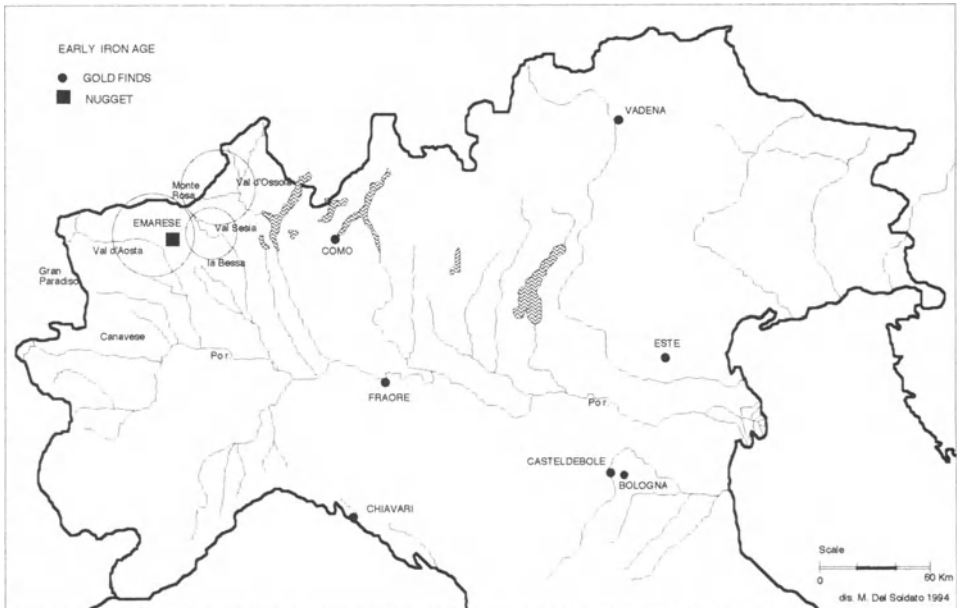 EARLY IRON AGE
GOLD FINDS
NUGGET
VADENA
Monte
Rosa
Val d'Ossola
EMARESE
Val Sesia
COMO
Val d'Aosta
la Bessa
Gran
Paradiso
Canavese
Po r.
ESTE
FRAORE
Po r.
CASTELDEBOLE
BOLOGNA
CHIAVARI
Scale
0
60 Km
dis. M. Del Soldato 1994